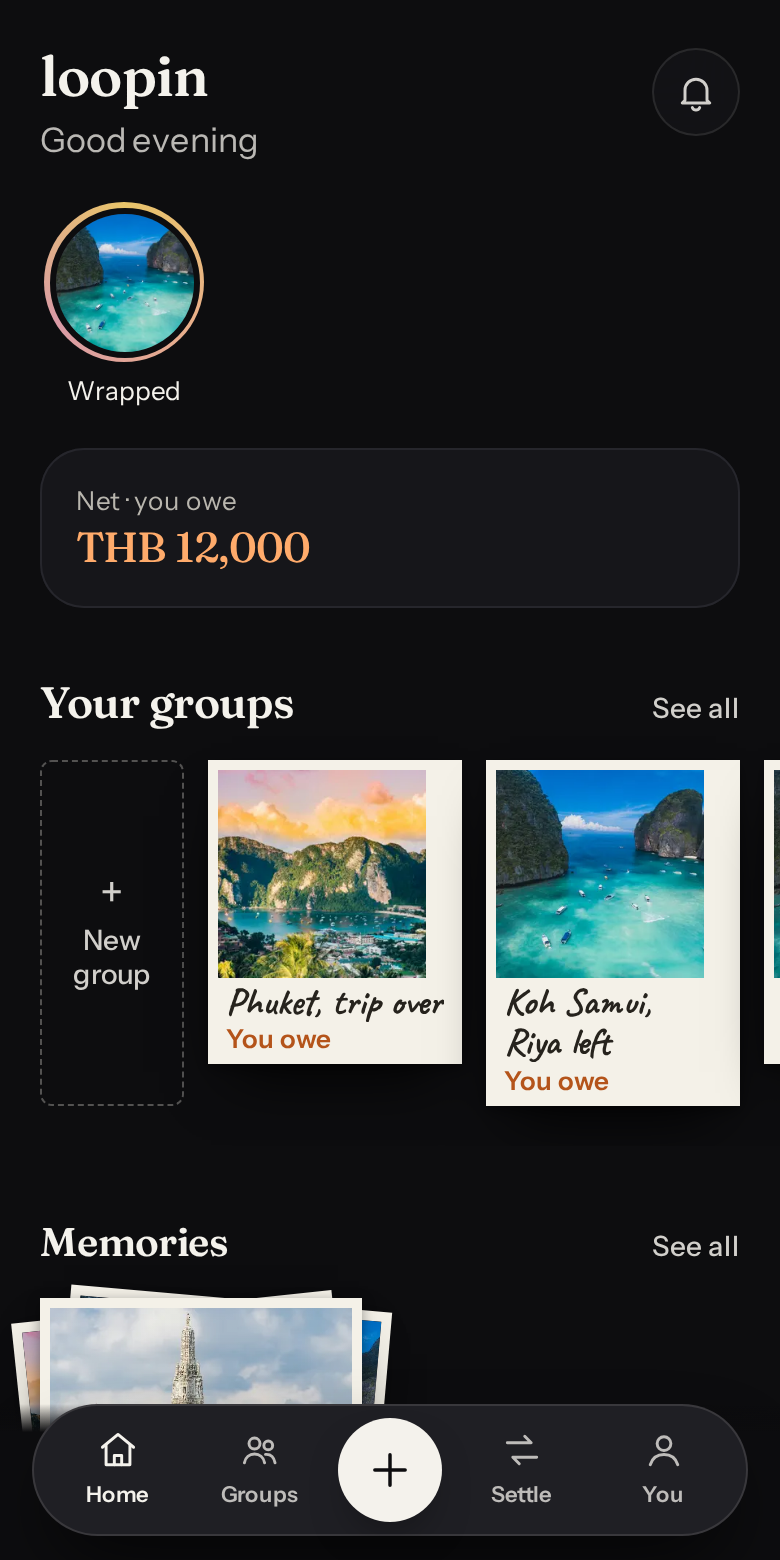 loopin
Good evening
Wrapped
Net · you owe
THB 12,000
Your groups
See all
+
New
group
Phuket, trip over
You owe
Koh Samui,
Riya left
You owe
Memories
See all
Home
Groups
Settle
You